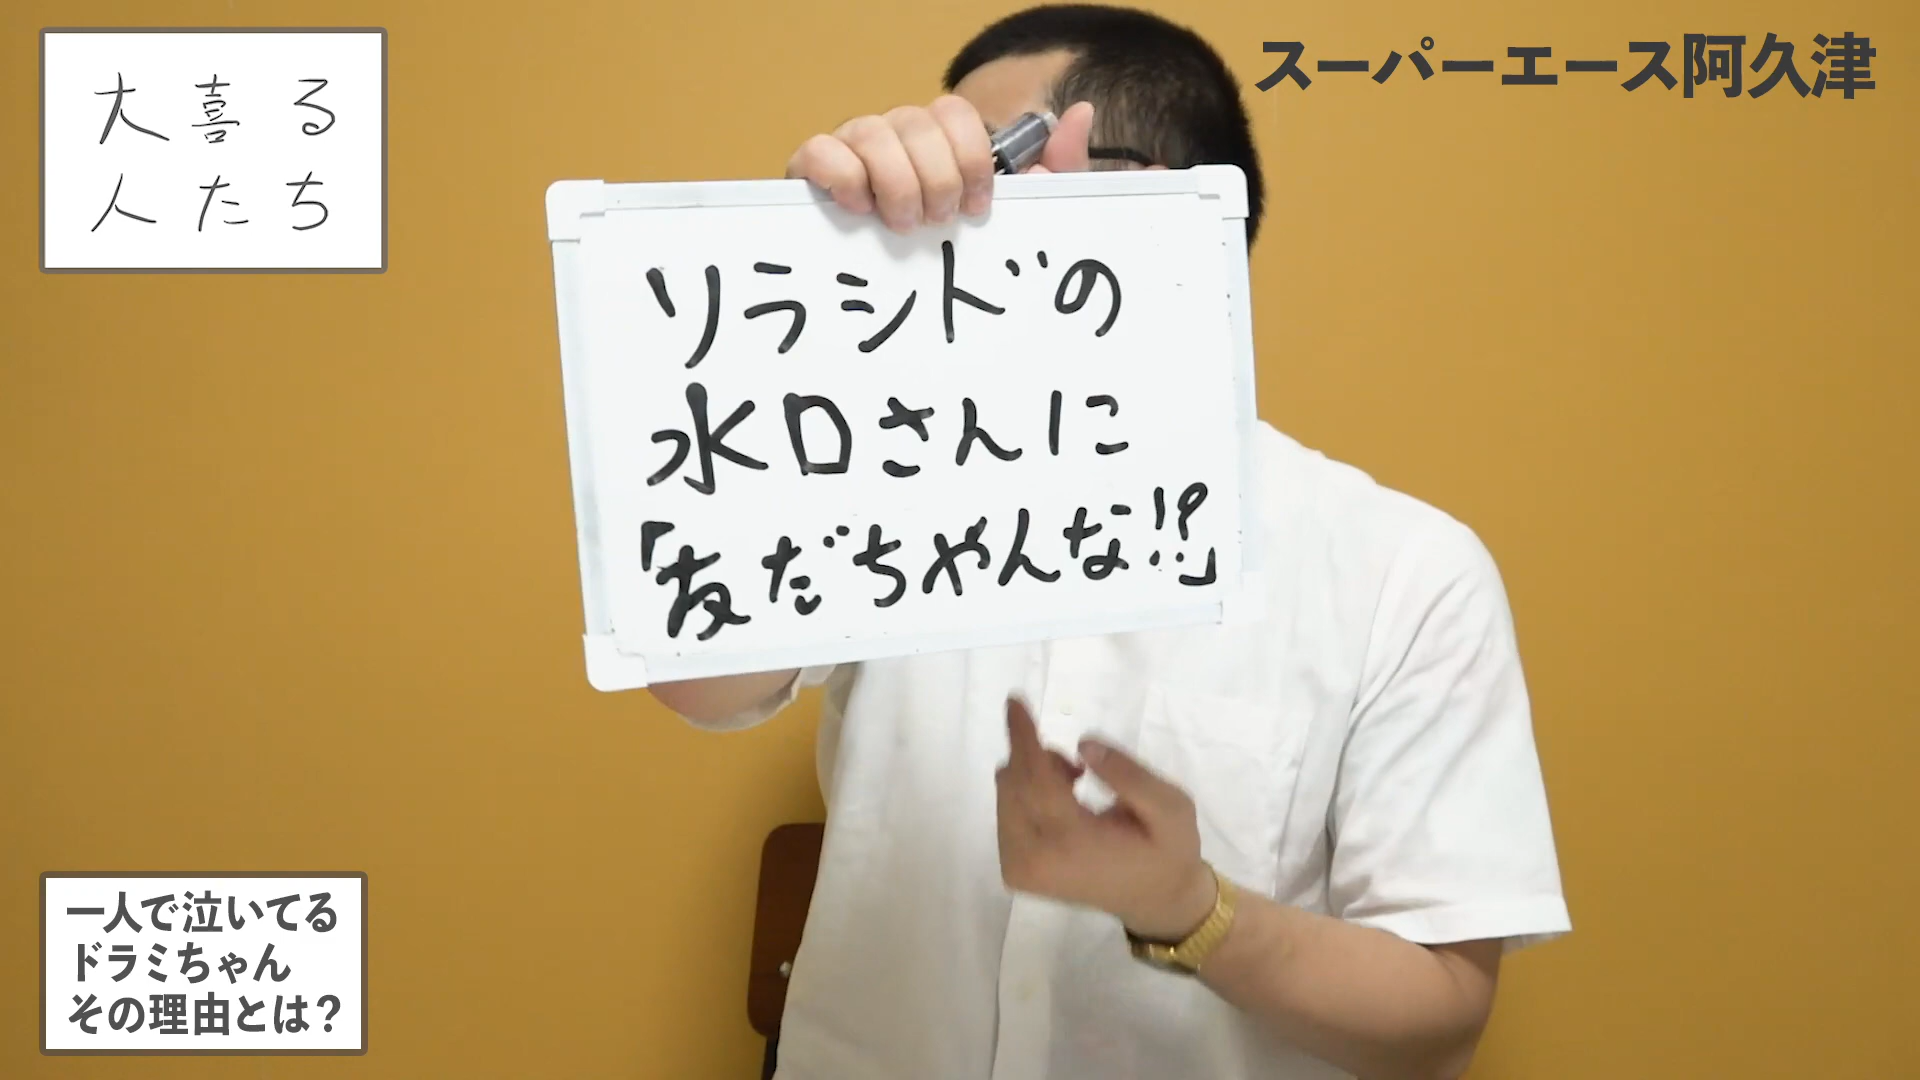 大喜る
人たち
スーパーエース阿久津
ソラシドの
水口さんに
「友だちやんな!?」
一人で泣いてる
ドラミちゃん
その理由とは?